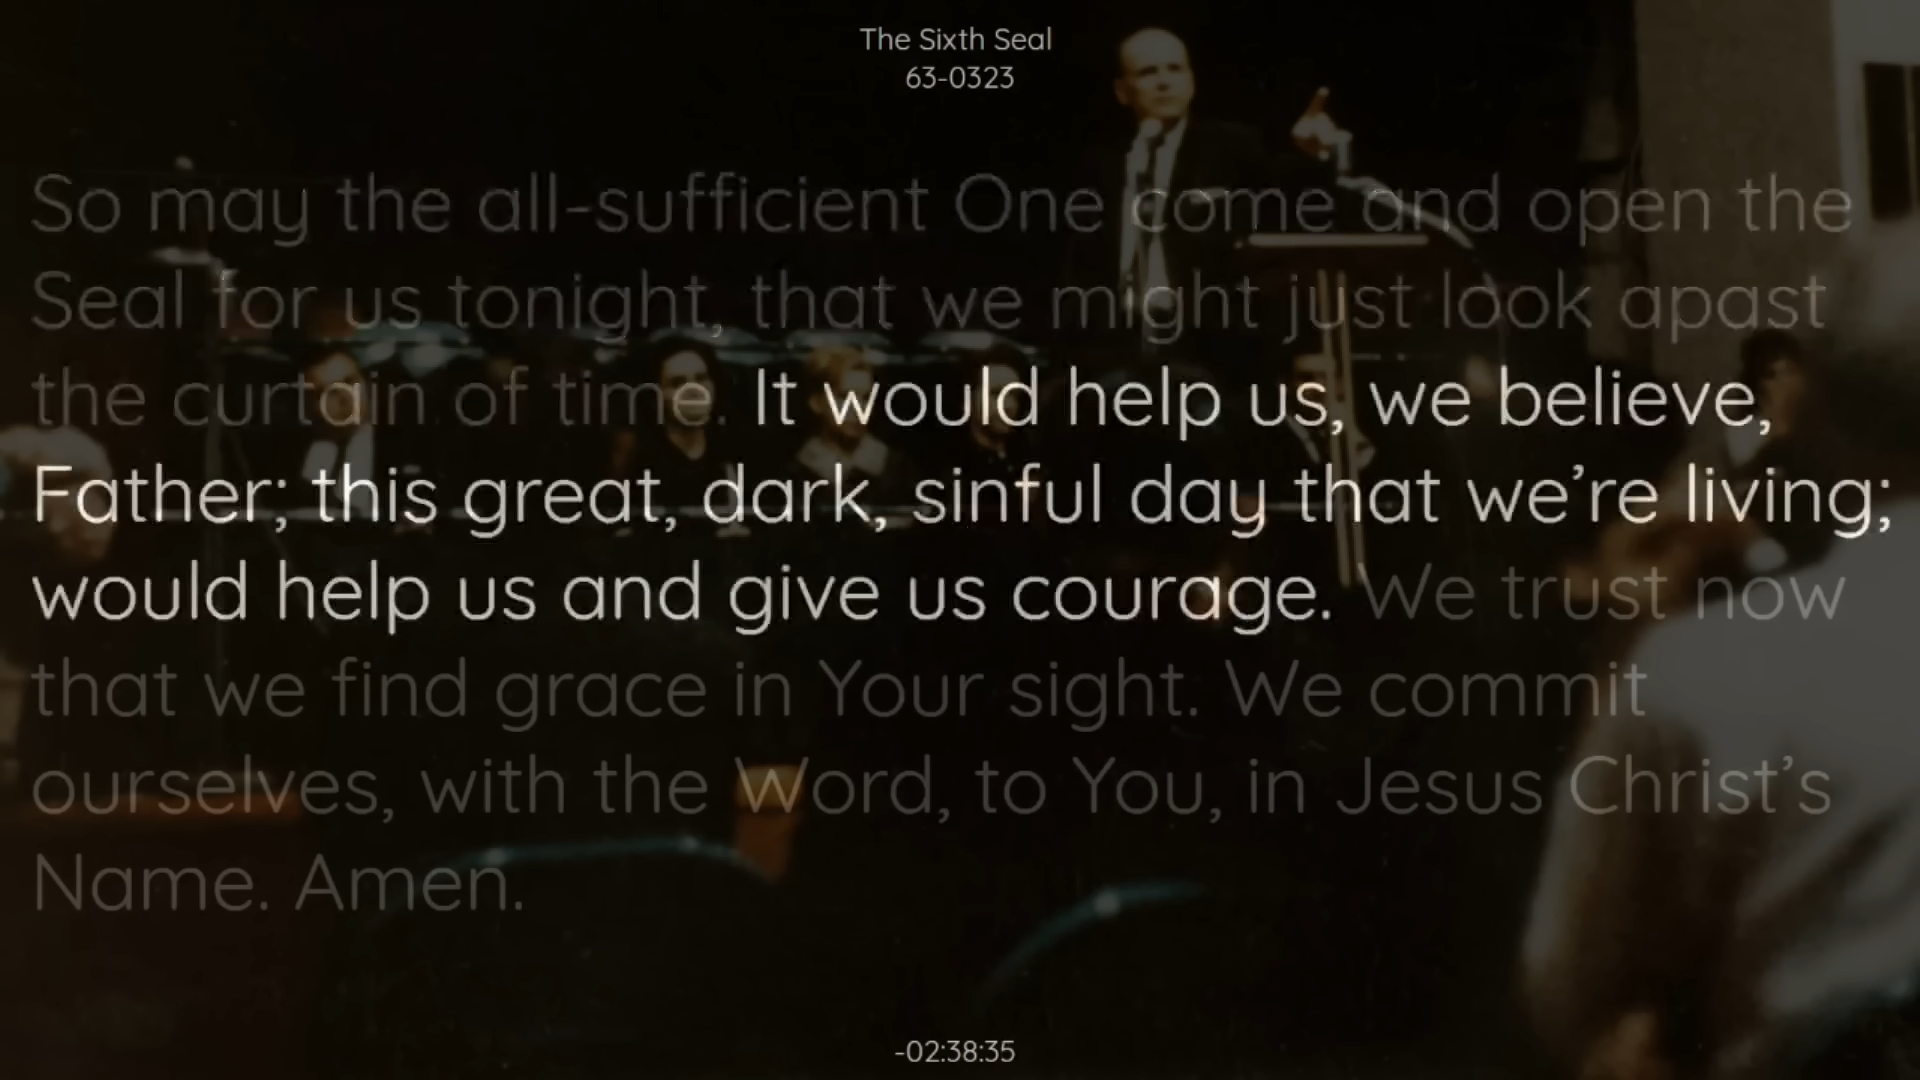 The Sixth Seal
63-0323
So may the all-sufficient One come and open the
Seal for us tonight, that we might just look apast
the curtain of time. It would help us, we believe,
Father; this great, dark, sinful day that we’re living;
would help us and give us courage. We trust now
that we find grace in Your sight. We commit
ourselves, with the Word, to You, in Jesus Christ’s
Name. Amen.
-02:38:35